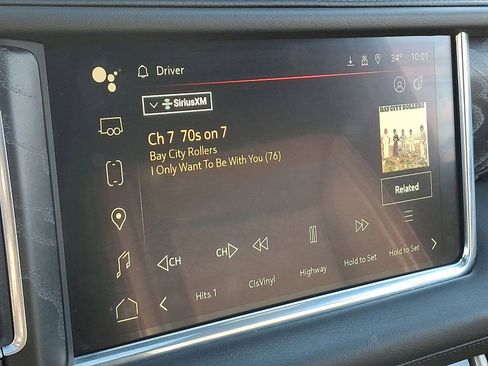 Driver
34° 10:01
SiriusXM
Ch 7 70s on 7
Bay City Rollers
I Only Want To Be With You (76)
BAY CITY ROLLERS
Related
CH CH
Hits 1 ClsVinyl Highway Hold to Set Hold to Set